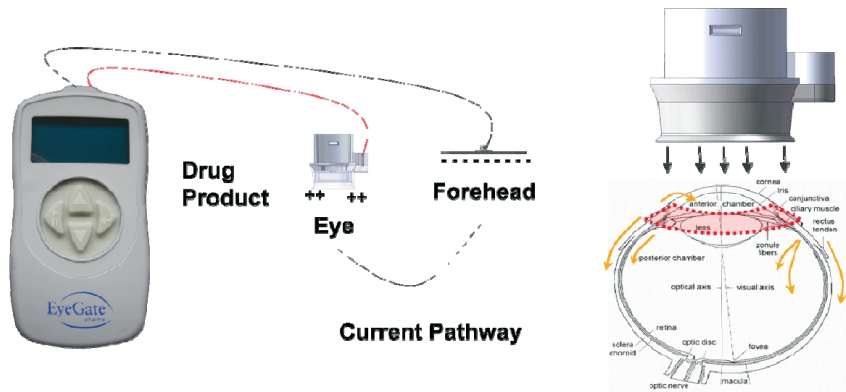 EyeGate
pharma
Drug
Product
++ ++
Eye
Forehead
Current Pathway
cornea
iris
anterior chamber
conjunctiva
ciliary muscle
rectus
tendon
lens
zonule
fibers
posterior chamber
optical axis
visual axis
retina
sclera
choroid
optic disc
fovea
optic nerve
macula